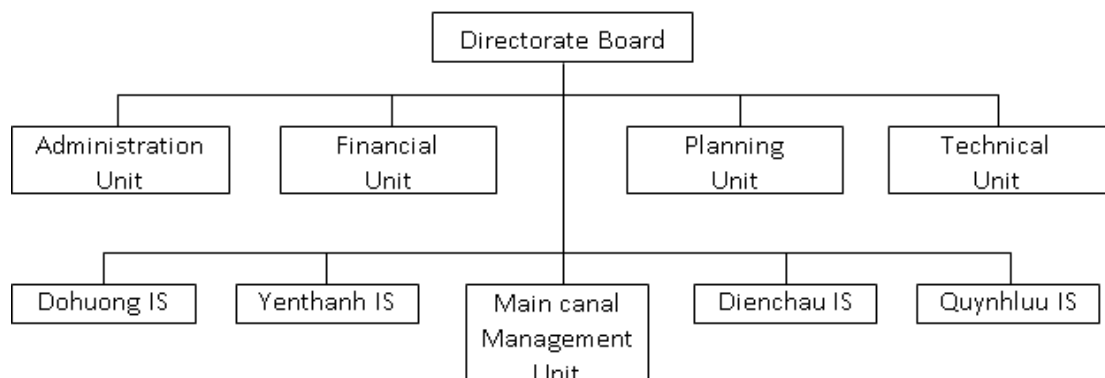 Directorate Board
Administration
Unit
Financial
Unit
Planning
Unit
Technical
Unit
Dohuong IS
Yenthanh IS
Main canal
Management
Unit
Dienchau IS
Quynhluu IS